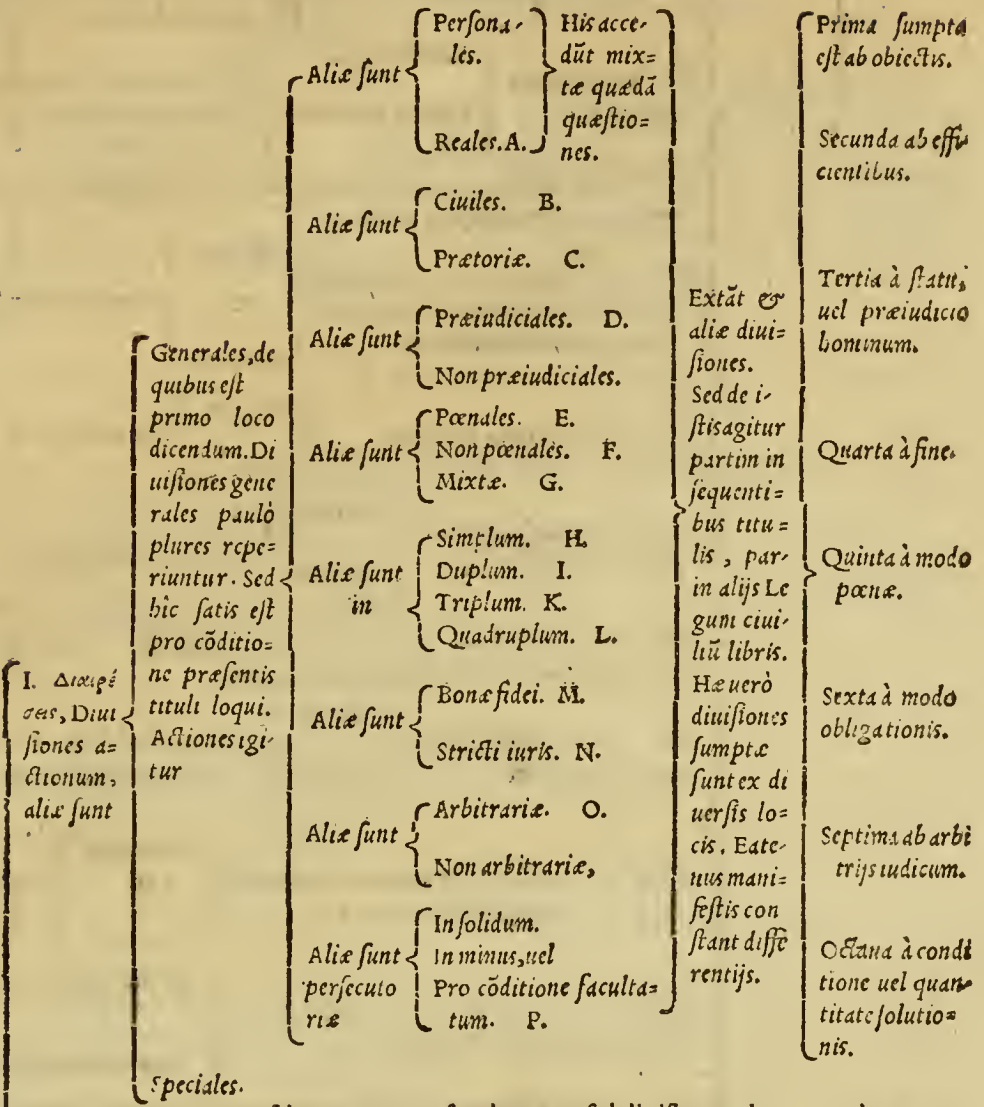 I. Διαιρέ
σεις, Diui
ſiones a=
ctionum,
aliæ ſunt
Generales, de
quibus eſt
primo loco
dicendum. Di
uiſiones gene
rales paulò
plures repe=
riuntur. Sed
hîc ſatis eſt
pro cõditio=
ne præſentis
tituli loqui.
Actiones igi-
tur
Speciales.
Aliæ ſunt
Perſona-
les.
Reales. A.
His acce-
dũt mix=
tæ quædã
quæſtio=
nes.
Aliæ ſunt
Ciuiles. B.
Prætoriæ. C.
Aliæ ſunt
Præiudiciales. D.
Non præiudiciales.
Aliæ ſunt
Pœnales. E.
Non pœnales. F.
Mixtæ. G.
Aliæ ſunt
in
Simplum. H.
Duplum. I.
Triplum. K.
Quadruplum. L.
Aliæ ſunt
Bonæ fidei. M.
Stricti iuris. N.
Aliæ ſunt
Arbitrariæ. O.
Non arbitrariæ,
Aliæ ſunt
perſecuto
riæ
In ſolidum.
In minus, uel
Pro cõditione faculta=
tum. P.
Extãt &
aliæ diui=
ſiones.
Sed de i-
ſtis agitur
partim in
ſequenti=
bus titu=
lis, par-
in alijs Le
gum ciui-
liũ libris.
Hæ uerò
diuiſiones
ſumptæ
ſunt ex di
uerſis lo=
cis. Eate-
nus mani=
feſtis con
ſtant diffe
rentijs.
Prima ſumpta
eſt ab obiectis.
Secunda ab effi-
cientibus.
Tertia à ſtatu,
uel præiudicio
hominum.
Quarta à fine.
Quinta à modo
pœnæ.
Sexta à modo
obligationis.
Septima ab arbi
trijs iudicum.
Octaua à condi
tione uel quan-
titate ſolutio=
nis.